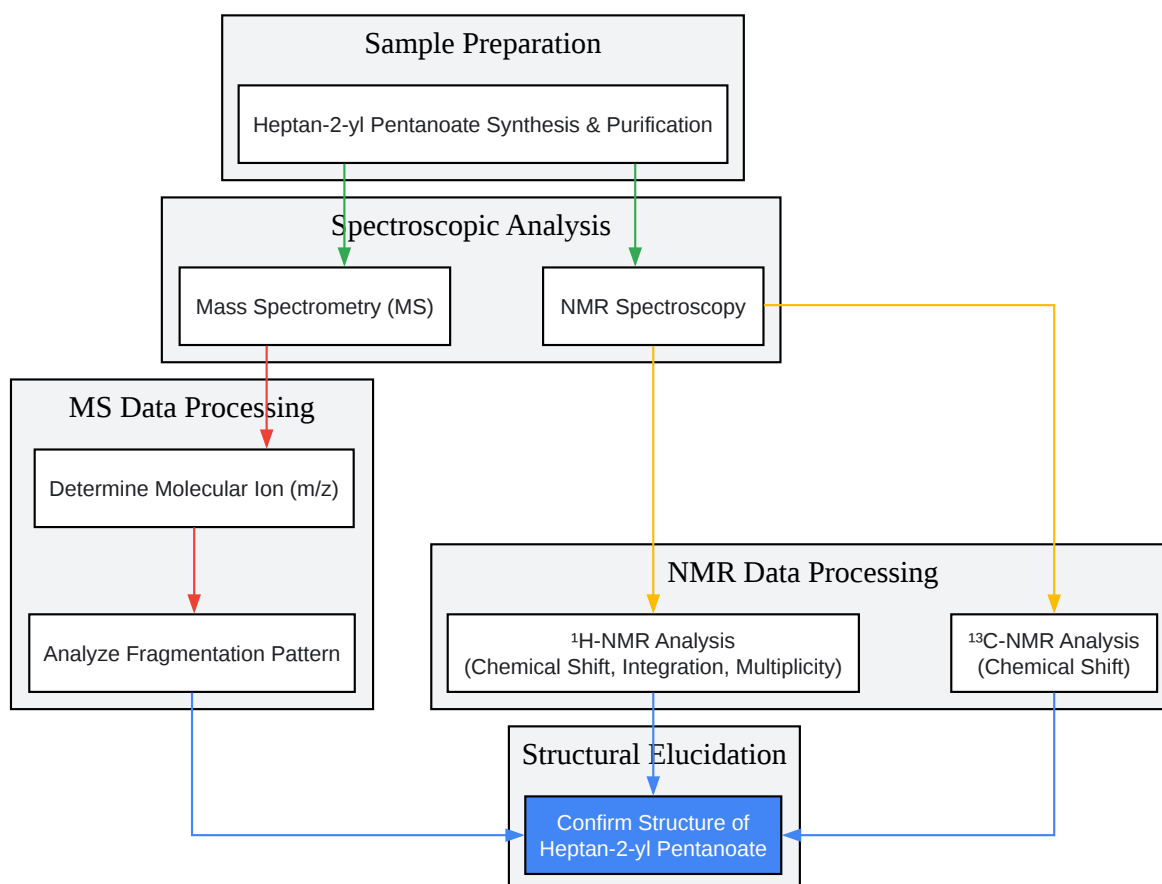 Sample Preparation
Heptan-2-yl Pentanoate Synthesis & Purification
Spectroscopic Analysis
Mass Spectrometry (MS)
NMR Spectroscopy
MS Data Processing
Determine Molecular Ion (m/z)
NMR Data Processing
Analyze Fragmentation Pattern
¹H-NMR Analysis
(Chemical Shift, Integration, Multiplicity)
¹³C-NMR Analysis
(Chemical Shift)
Structural Elucidation
Confirm Structure of
Heptan-2-yl Pentanoate